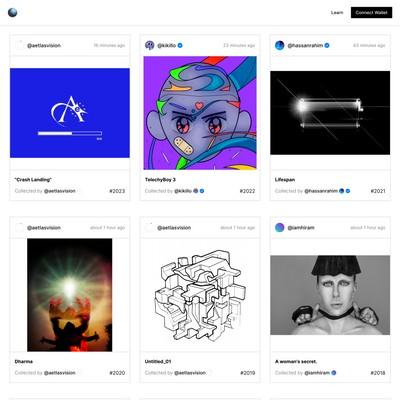 Learn Connect Wallet
@aetlasvision 16 minutes ago
@kikillo 23 minutes ago
@hassanrahim 43 minutes ago
"Crash Landing"
Collected by @aetlasvision #2023
TelechyBoy 3
Collected by @kikillo #2022
Lifespan
Collected by @hassanrahim #2021
@aetlasvision about 1 hour ago
@aetlasvision about 1 hour ago
@iamhiram about 1 hour ago
Dharma
Collected by @aetlasvision #2020
Untitled_01
Collected by @aetlasvision #2019
A woman's secret.
Collected by @iamhiram #2018